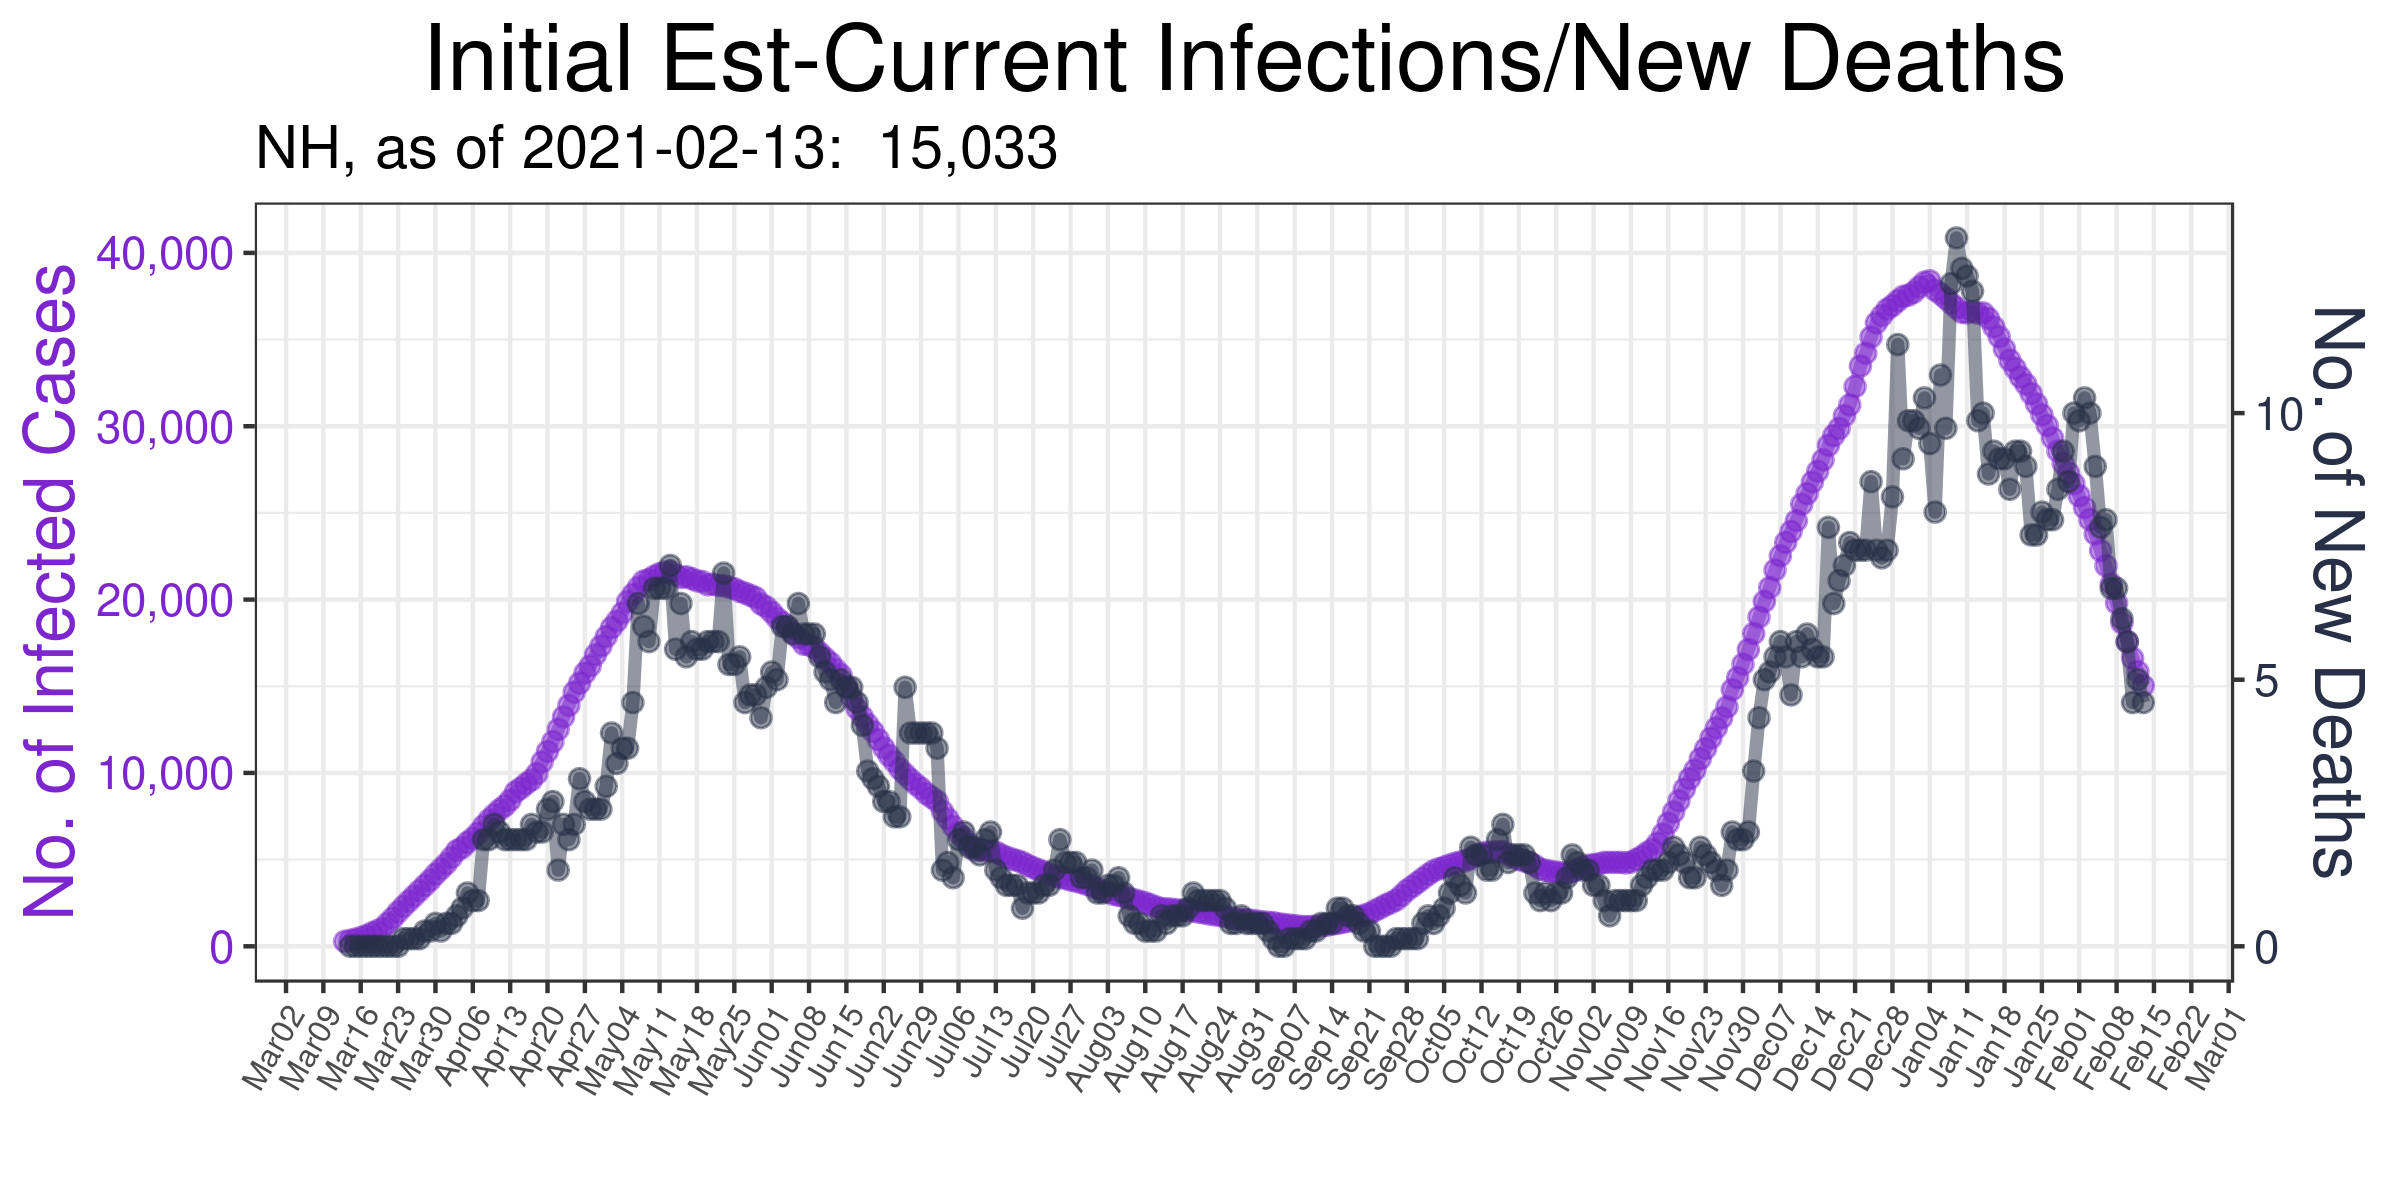 Initial Est-Current Infections/New Deaths
NH, as of 2021-02-13: 15,033
No. of Infected Cases
40,000
30,000
20,000
10,000
0
No. of New Deaths
10
5
0
Mar02
Mar09
Mar16
Mar23
Mar30
Apr06
Apr13
Apr20
Apr27
May04
May11
May18
May25
Jun01
Jun08
Jun15
Jun22
Jun29
Jul06
Jul13
Jul20
Jul27
Aug03
Aug10
Aug17
Aug24
Aug31
Sep07
Sep14
Sep21
Sep28
Oct05
Oct12
Oct19
Oct26
Nov02
Nov09
Nov16
Nov23
Nov30
Dec07
Dec14
Dec21
Dec28
Jan04
Jan11
Jan18
Jan25
Feb01
Feb08
Feb15
Feb22
Mar01